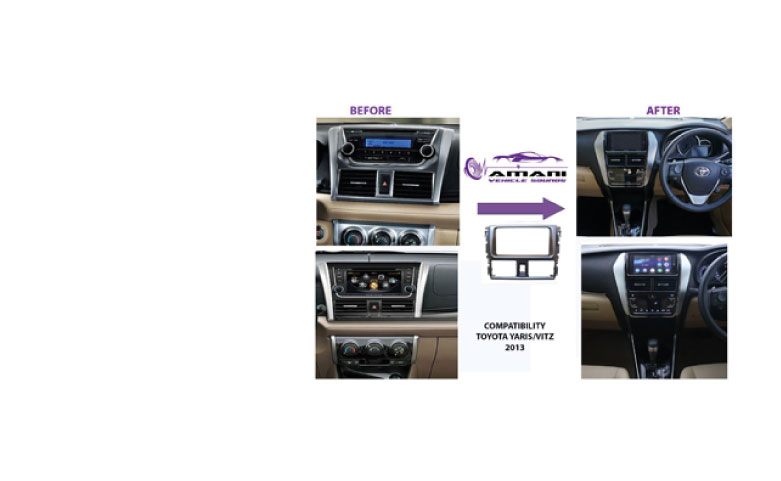 BEFORE
AFTER
AMANI
VEHICLE SOUNDS
COMPATIBILITY
TOYOTA YARIS/VITZ
2013